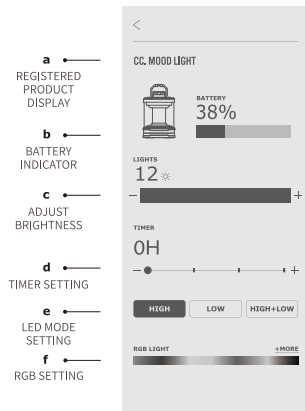 a
REGISTERED
PRODUCT
DISPLAY
b
BATTERY
INDICATOR
c
ADJUST
BRIGHTNESS
d
TIMER SETTING
e
LED MODE
SETTING
f
RGB SETTING
CC. MOOD LIGHT
BATTERY
38%
LIGHTS
12
TIMER
0H
HIGH LOW HIGH+LOW
RGB LIGHT +MORE